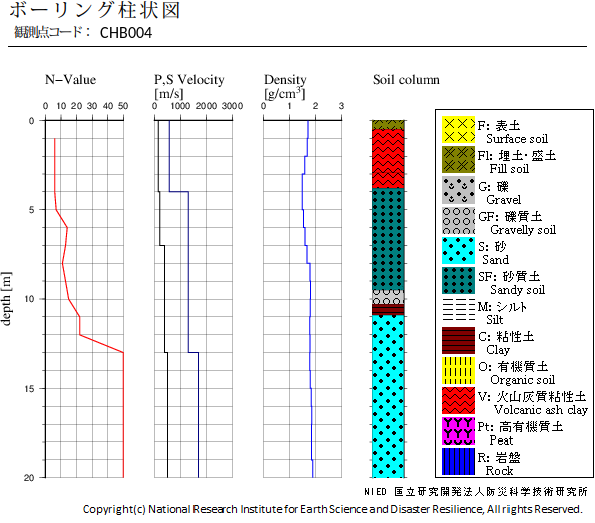 ボーリング柱状図
観測点コード： CHB004
N−Value
P,S Velocity
[m/s]
Density
[g/cm³]
Soil column
0 10 20 30 40 50
0 1000 2000 3000
0 1 2 3
0
5
10
15
20
depth [m]
F: 表土
Surface soil
Fl: 埋土・盛土
Fill soil
G: 礫
Gravel
GF: 礫質土
Gravelly soil
S: 砂
Sand
SF: 砂質土
Sandy soil
M: シルト
Silt
C: 粘性土
Clay
O: 有機質土
Organic soil
V: 火山灰質粘性土
Volcanic ash clay
Pt: 高有機質土
Peat
R: 岩盤
Rock
NIED 国立研究開発法人防災科学技術研究所
Copyright(c) National Research Institute for Earth Science and Disaster Resilience, All rights Reserved.